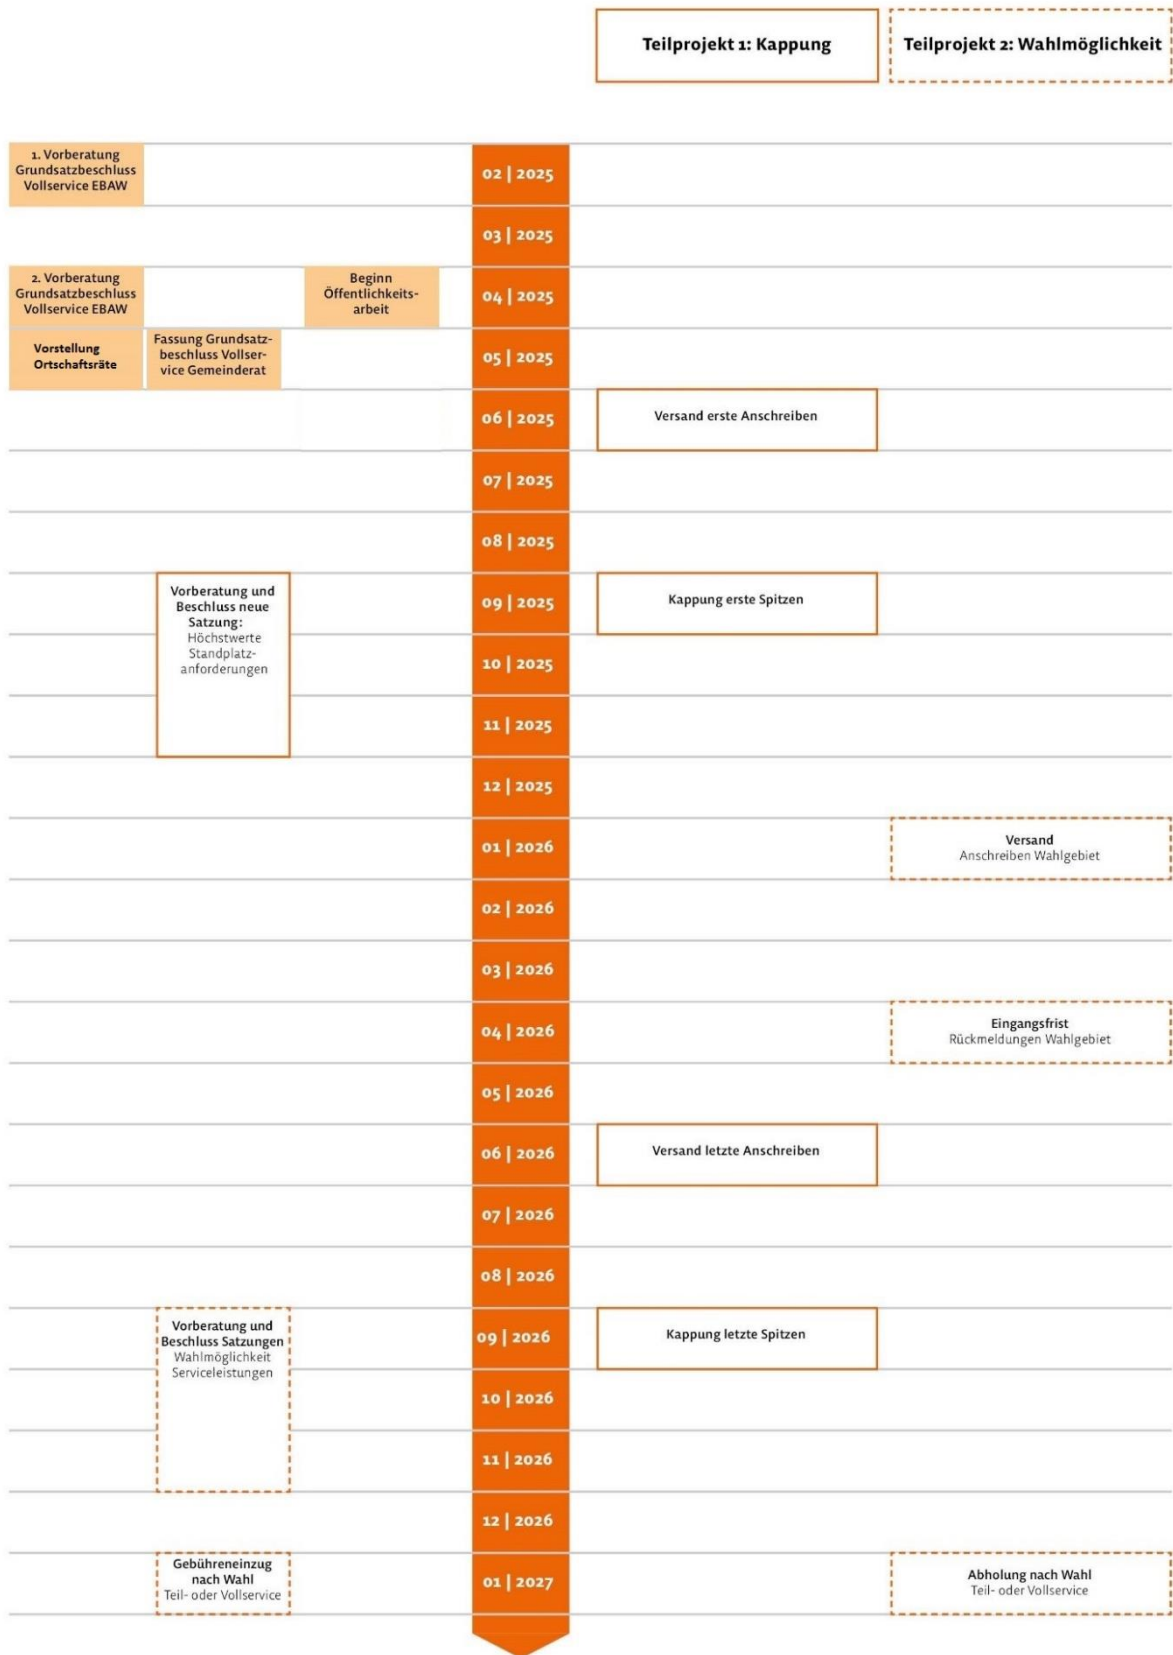 Teilprojekt 1: Kappung
Teilprojekt 2: Wahlmöglichkeit
1. Vorberatung
Grundsatzbeschluss
Vollservice EBAW
02 | 2025
03 | 2025
2. Vorberatung
Grundsatzbeschluss
Vollservice EBAW
Beginn
Öffentlichkeits-
arbeit
04 | 2025
Vorstellung
Ortschaftsräte
Fassung Grundsatz-
beschluss Vollser-
vice Gemeinderat
05 | 2025
06 | 2025
Versand erste Anschreiben
07 | 2025
08 | 2025
Vorberatung und
Beschluss neue
Satzung:
Höchstwerte
Standplatz-
anforderungen
09 | 2025
Kappung erste Spitzen
10 | 2025
11 | 2025
12 | 2025
01 | 2026
Versand
Anschreiben Wahlgebiet
02 | 2026
03 | 2026
04 | 2026
Eingangsfrist
Rückmeldungen Wahlgebiet
05 | 2026
06 | 2026
Versand letzte Anschreiben
07 | 2026
08 | 2026
Vorberatung und
Beschluss Satzungen
Wahlmöglichkeit
Serviceleistungen
09 | 2026
Kappung letzte Spitzen
10 | 2026
11 | 2026
12 | 2026
Gebühreneinzug
nach Wahl
Teil- oder Vollservice
01 | 2027
Abholung nach Wahl
Teil- oder Vollservice